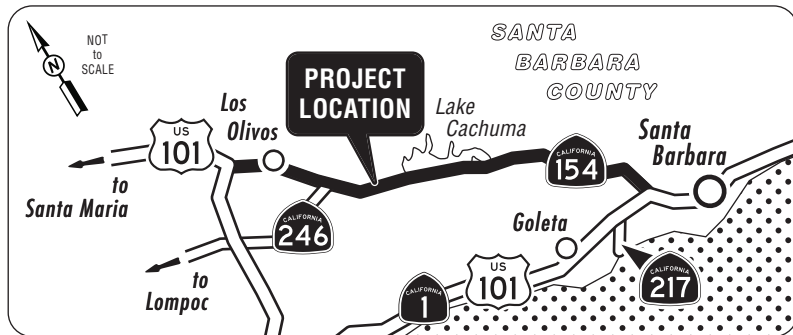 NOT
to
SCALE
N
SANTA
BARBARA
COUNTY
PROJECT
LOCATION
Los
Olivos
Lake
Cachuma
US
101
to
Santa Maria
CALIFORNIA
154
Santa
Barbara
CALIFORNIA
246
Goleta
to
Lompoc
CALIFORNIA
1
US
101
CALIFORNIA
217